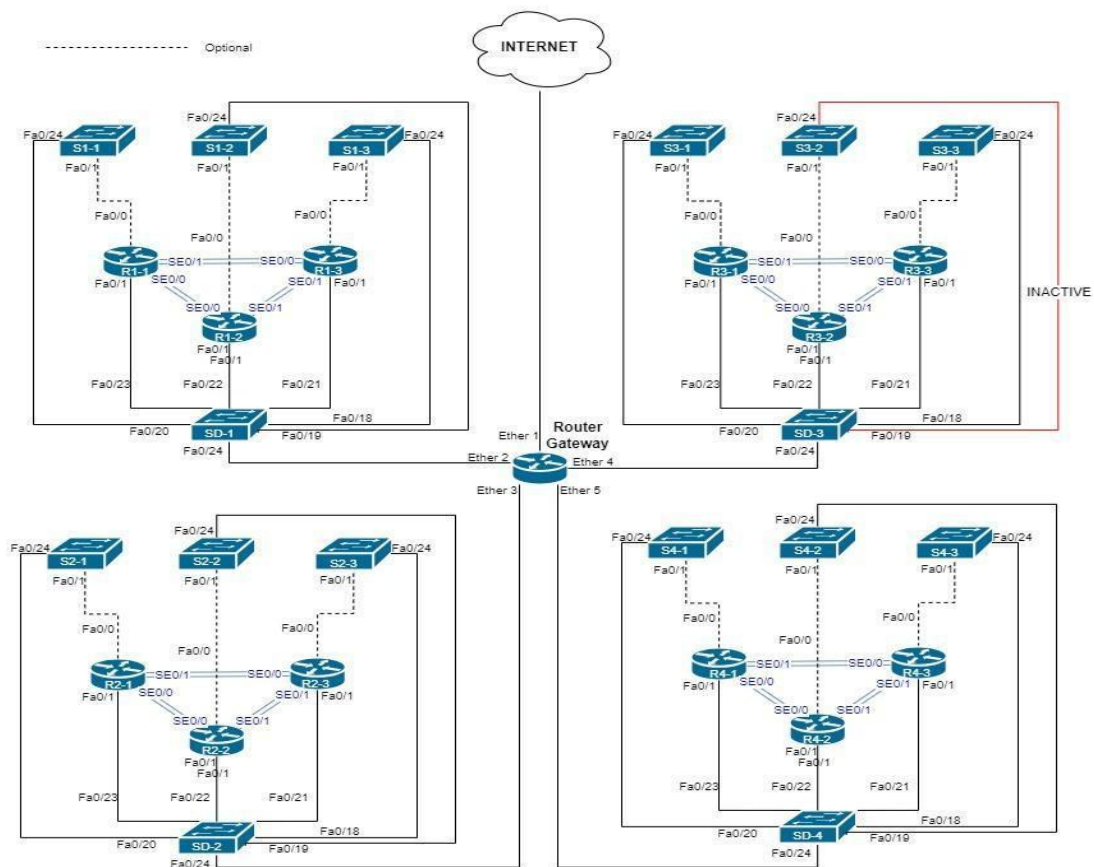 INTERNET
Optional
Fa0/24
Fa0/24
Fa0/24
S1-1
S1-2
S1-3
Fa0/1
Fa0/1
Fa0/1
Fa0/0
Fa0/0
Fa0/0
R1-1
SE0/1
SE0/0
R1-3
Fa0/1
SE0/0
SE0/1
Fa0/1
SE0/0
SE0/1
R1-2
Fa0/1
Fa0/1
Fa0/23
Fa0/22
Fa0/21
Fa0/20
SD-1
Fa0/18
Fa0/19
Fa0/24
Fa0/24
Fa0/24
Fa0/24
S3-1
S3-2
S3-3
Fa0/1
Fa0/1
Fa0/1
Fa0/0
Fa0/0
Fa0/0
R3-1
SE0/1
SE0/0
R3-3
Fa0/1
SE0/0
SE0/1
Fa0/1
INACTIVE
SE0/0
SE0/1
R3-2
Fa0/1
Fa0/1
Fa0/23
Fa0/22
Fa0/21
Fa0/20
SD-3
Fa0/18
Fa0/19
Fa0/24
Ether 1
Router
Gateway
Ether 2
Ether 4
Ether 3
Ether 5
Fa0/24
Fa0/24
Fa0/24
S2-1
S2-2
S2-3
Fa0/1
Fa0/1
Fa0/1
Fa0/0
Fa0/0
Fa0/0
R2-1
SE0/1
SE0/0
R2-3
Fa0/1
SE0/0
SE0/1
Fa0/1
SE0/0
SE0/1
R2-2
Fa0/1
Fa0/1
Fa0/23
Fa0/22
Fa0/21
Fa0/20
SD-2
Fa0/18
Fa0/19
Fa0/24
Fa0/24
Fa0/24
Fa0/24
S4-1
S4-2
S4-3
Fa0/1
Fa0/1
Fa0/1
Fa0/0
Fa0/0
Fa0/0
R4-1
SE0/1
SE0/0
R4-3
Fa0/1
SE0/0
SE0/1
Fa0/1
SE0/0
SE0/1
R4-2
Fa0/1
Fa0/1
Fa0/23
Fa0/22
Fa0/21
Fa0/20
SD-4
Fa0/18
Fa0/19
Fa0/24